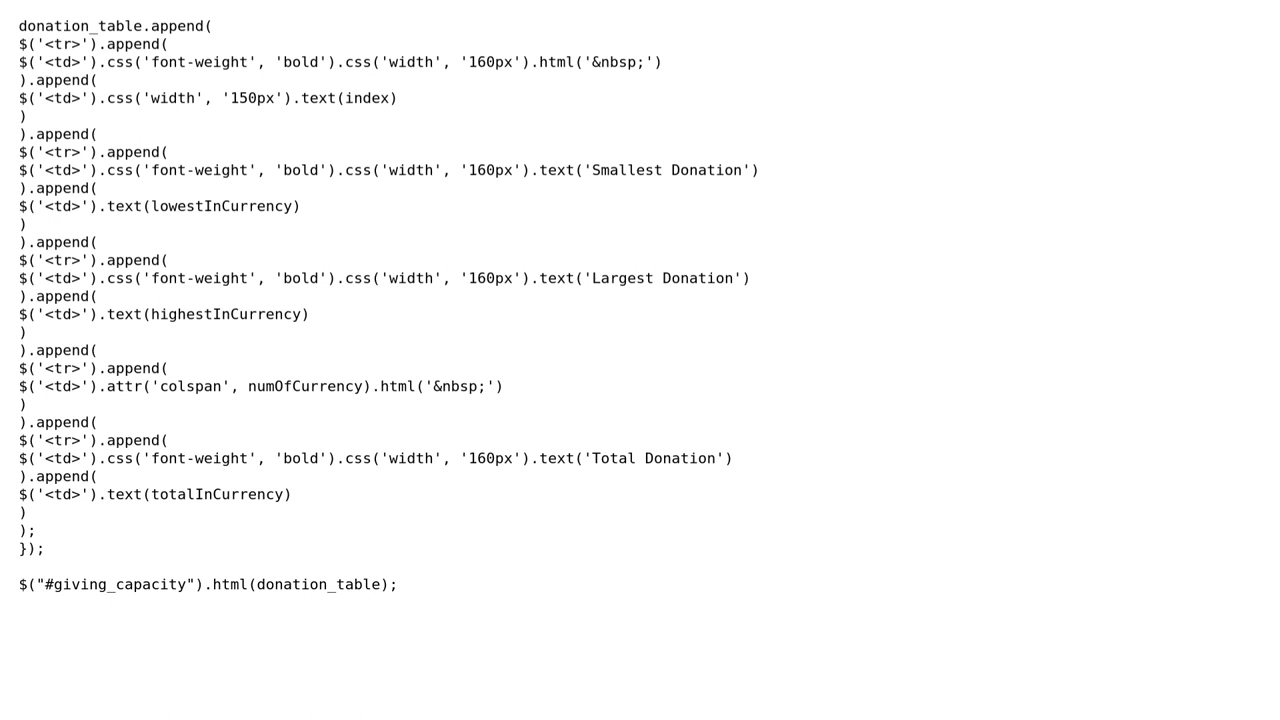 donation_table.append(
$('<tr>').append(
$('<td>').css('font-weight', 'bold').css('width', '160px').html('&nbsp;')
).append(
$('<td>').css('width', '150px').text(index)
)
).append(
$('<tr>').append(
$('<td>').css('font-weight', 'bold').css('width', '160px').text('Smallest Donation')
).append(
$('<td>').text(lowestInCurrency)
)
).append(
$('<tr>').append(
$('<td>').css('font-weight', 'bold').css('width', '160px').text('Largest Donation')
).append(
$('<td>').text(highestInCurrency)
)
).append(
$('<tr>').append(
$('<td>').attr('colspan', numOfCurrency).html('&nbsp;')
)
).append(
$('<tr>').append(
$('<td>').css('font-weight', 'bold').css('width', '160px').text('Total Donation')
).append(
$('<td>').text(totalInCurrency)
)
);
});

$("#giving_capacity").html(donation_table);